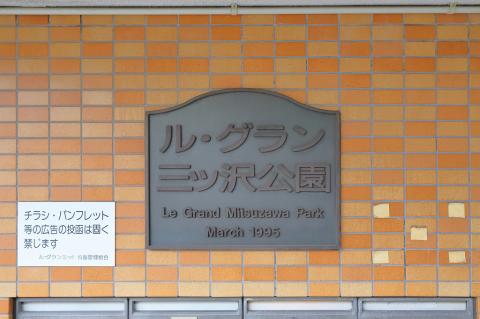 ル・グラン
三ッ沢公園
Le Grand Mitsuzawa Park
March 1995
チラシ・パンフレット
等の広告の投函は固く
禁じます